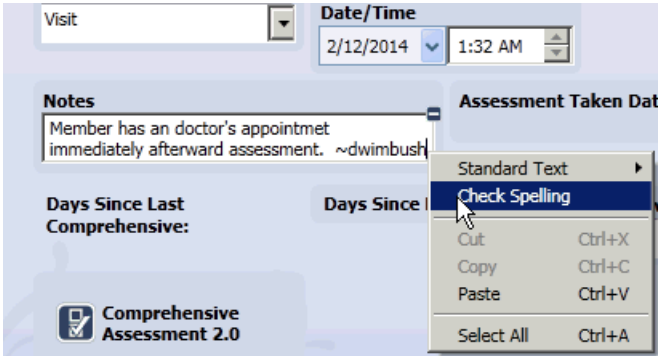 Visit
Date/Time
2/12/2014
1:32 AM
Notes
Member has an doctor's appointmet
immediately afterward assessment. ~dwimbush
Assessment Taken Dat
Days Since Last
Comprehensive:
Days Since
Standard Text
Check Spelling
Cut Ctrl+X
Copy Ctrl+C
Paste Ctrl+V
Select All Ctrl+A
Comprehensive
Assessment 2.0